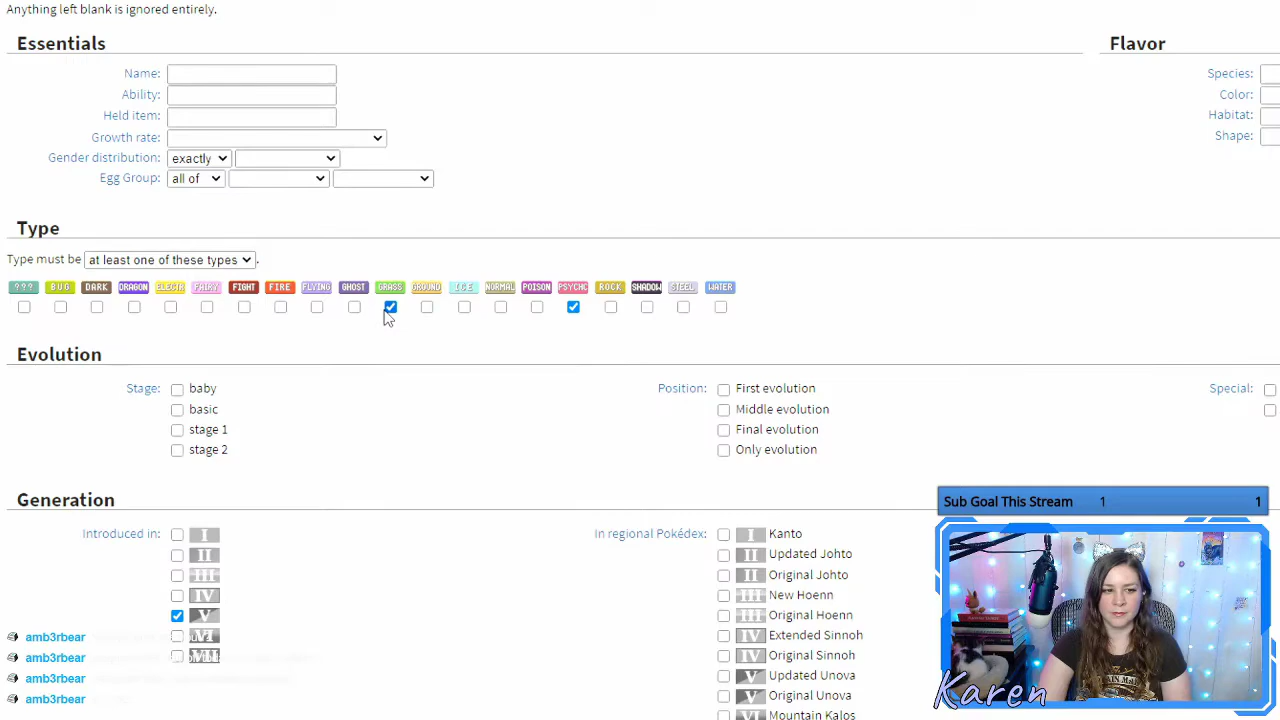 Anything left blank is ignored entirely.
Essentials
Flavor
Name:
Species:
Ability:
Color:
Held item:
Habitat:
Growth rate:
Shape:
Gender distribution: exactly
Egg Group: all of
Type
Type must be at least one of these types .
??? BUG DARK DRAGON ELECTR FAIRY FIGHT FIRE FLYING GHOST GRASS GROUND ICE NORMAL POISON PSYCHC ROCK SHADOW STEEL WATER
Evolution
Stage: baby
Position: First evolution
Special:
basic
Middle evolution
stage 1
Final evolution
stage 2
Only evolution
Generation
Sub Goal This Stream 1 1
Introduced in: I
In regional Pokédex: I Kanto
II
II Updated Johto
III
II Original Johto
IV
III New Hoenn
V
III Original Hoenn
amb3rbear
VI
IV Extended Sinnoh
amb3rbear
VII
IV Original Sinnoh
amb3rbear
V Updated Unova
amb3rbear
V Original Unova
VI Mountain Kalos
Karen